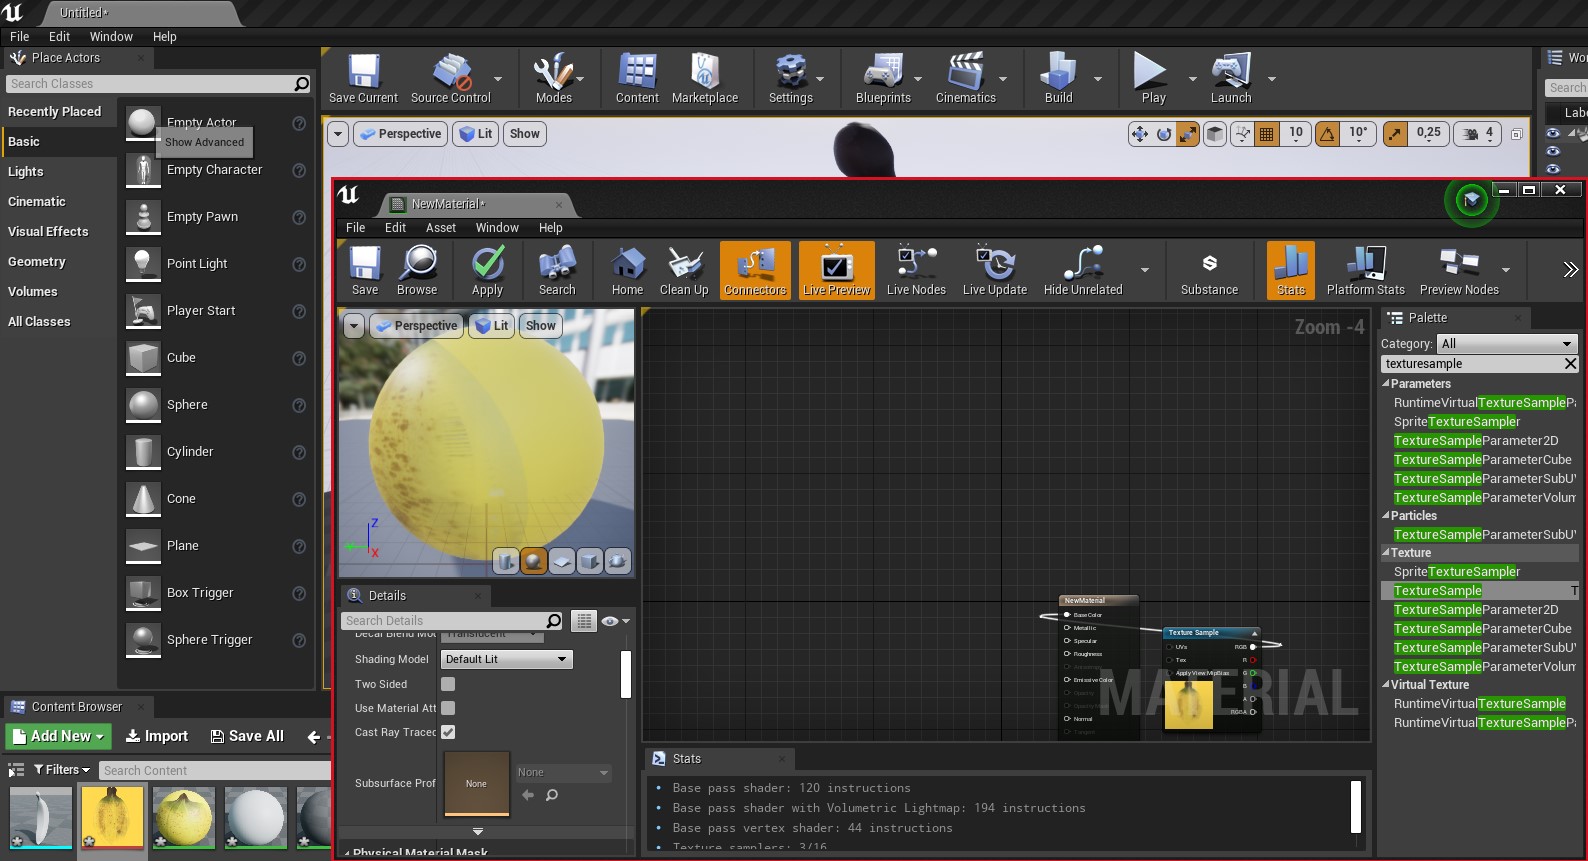 Untitled*
File Edit Window Help
Place Actors
Search Classes
Recently Placed
Basic
Lights
Cinematic
Visual Effects
Geometry
Volumes
All Classes
Empty Actor
Show Advanced
Empty Character
Empty Pawn
Point Light
Player Start
Cube
Sphere
Cylinder
Cone
Plane
Box Trigger
Sphere Trigger
Save Current Source Control Modes Content Marketplace Settings Blueprints Cinematics Build Play Launch
Perspective Lit Show
10 10° 0,25 4
Wor
Search
Labe
NewMaterial*
File Edit Asset Window Help
Save Browse Apply Search Home Clean Up Connectors Live Preview Live Nodes Live Update Hide Unrelated Substance Stats Platform Stats Preview Nodes
Perspective Lit Show
Z
X
Zoom -4
NewMaterial
Base Color
Metallic
Specular
Roughness
Emissive Color
Opacity
Normal
Tangent
Texture Sample
UVs RGB
Tex R
Apply View MipBias G
B
A
RGBA
MATERIAL
Palette
Category: All
texturesample
Parameters
RuntimeVirtualTextureSamplePa
SpriteTextureSampler
TextureSampleParameter2D
TextureSampleParameterCube
TextureSampleParameterSubUV
TextureSampleParameterVolum
Particles
TextureSampleParameterSubUV
Texture
SpriteTextureSampler
TextureSample T
TextureSampleParameter2D
TextureSampleParameterCube
TextureSampleParameterSubUV
TextureSampleParameterVolum
Virtual Texture
RuntimeVirtualTextureSample
RuntimeVirtualTextureSamplePa
Details
Search Details
Decal Blend Mod Translucent
Shading Model Default Lit
Two Sided
Use Material Att
Cast Ray Traced
Subsurface Prof None None
Physical Material Mask
Stats
Base pass shader: 120 instructions
Base pass shader with Volumetric Lightmap: 194 instructions
Base pass vertex shader: 44 instructions
Texture samplers: 3/16
Content Browser
Add New Import Save All
Filters Search Content